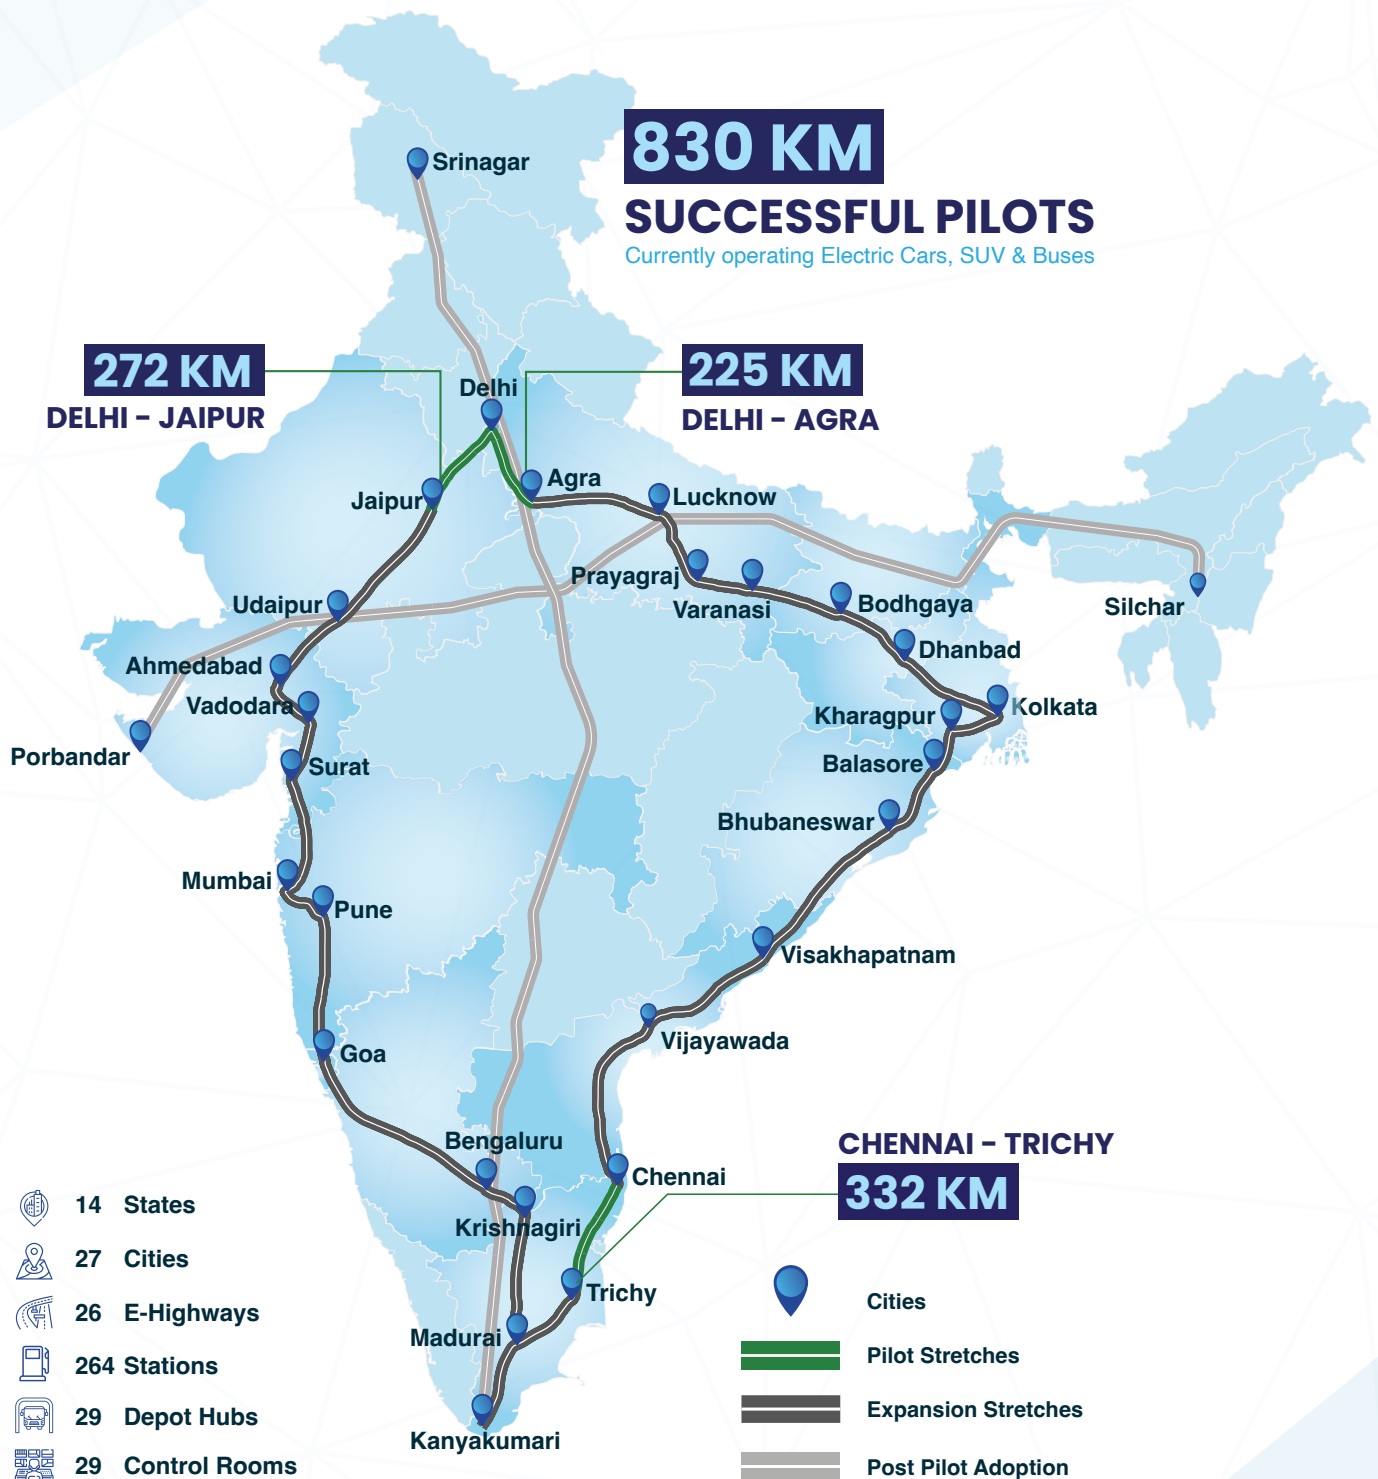 830 KM
SUCCESSFUL PILOTS
Currently operating Electric Cars, SUV & Buses
Srinagar
272 KM
DELHI – JAIPUR
225 KM
DELHI – AGRA
Delhi
Agra
Jaipur
Lucknow
Prayagraj
Varanasi
Bodhgaya
Silchar
Udaipur
Dhanbad
Ahmedabad
Vadodara
Kolkata
Kharagpur
Porbandar
Surat
Balasore
Bhubaneswar
Mumbai
Pune
Visakhapatnam
Vijayawada
Goa
Bengaluru
Chennai
Krishnagiri
Trichy
Madurai
Kanyakumari
CHENNAI – TRICHY
332 KM
14 States
27 Cities
26 E-Highways
264 Stations
29 Depot Hubs
29 Control Rooms
Cities
Pilot Stretches
Expansion Stretches
Post Pilot Adoption